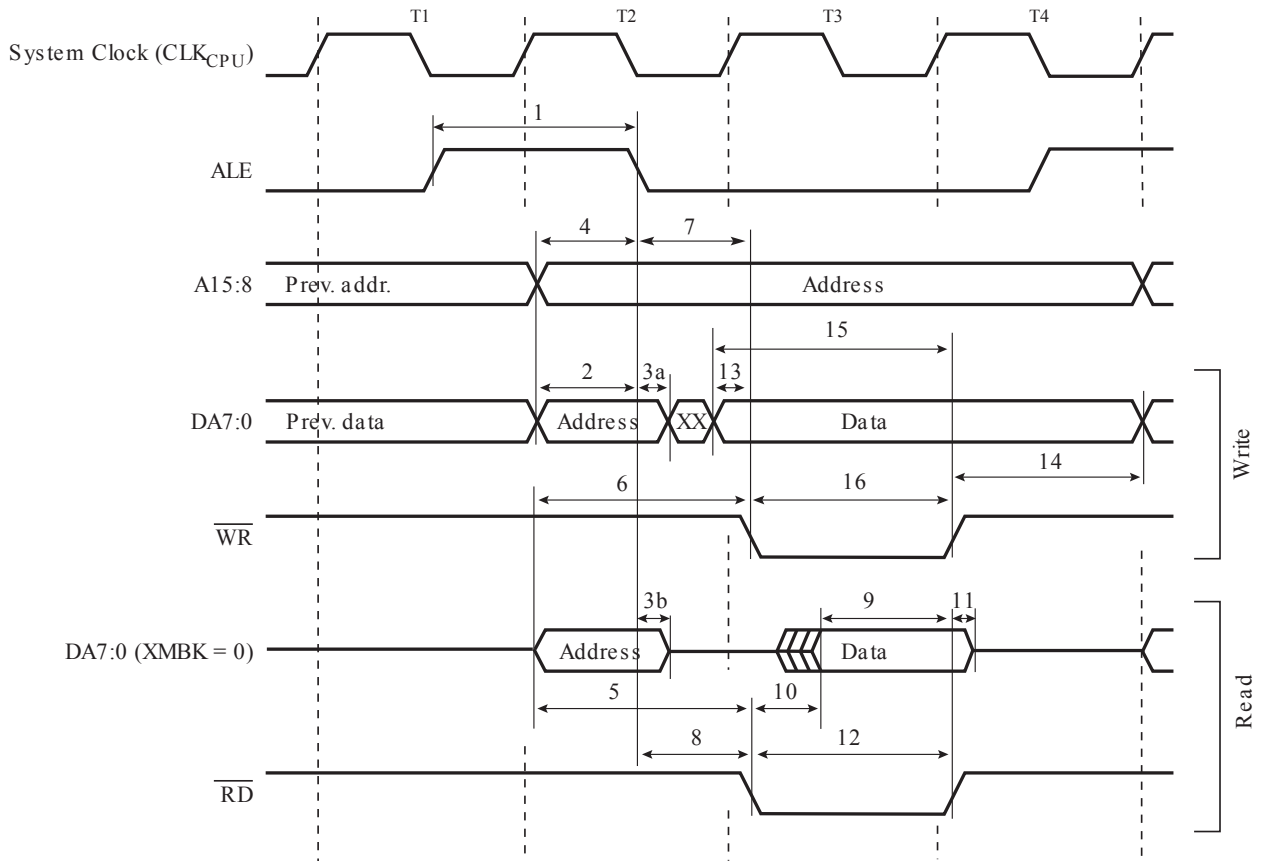 T1 T2 T3 T4
System Clock (CLKCPU)
1
ALE
4 7
A15:8 Prev. addr. Address
15
2 3a 13
DA7:0 Prev. data Address XX Data
14
6 16
WR
Write
3b 9 11
DA7:0 (XMBK = 0) Address Data
5 10
8 12
RD
Read